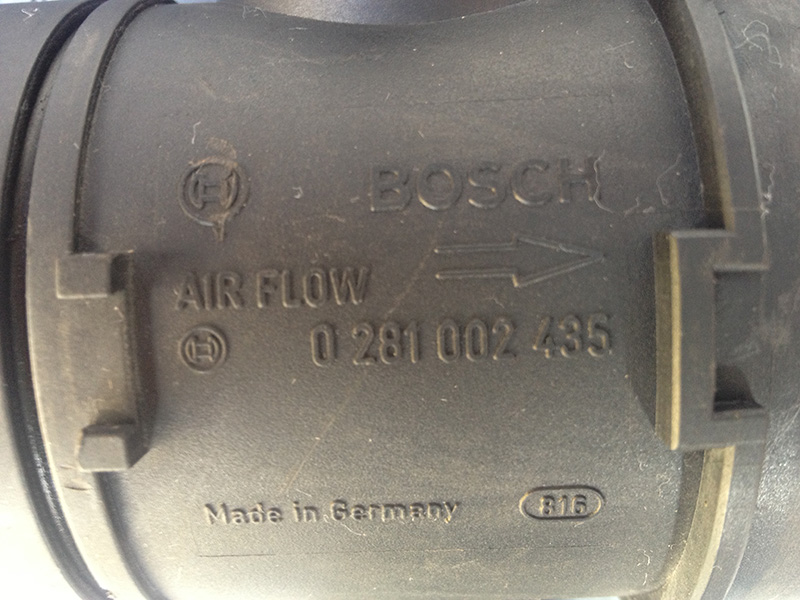 BOSCH
AIR FLOW
0 281 002 435
Made in Germany
816